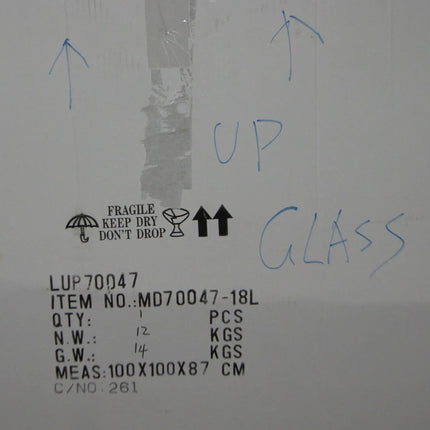 UP
FRAGILE
KEEP DRY
DON'T DROP
GLASS
LUP70047
ITEM NO.:MD70047-18L
QTY: 1 PCS
N.W.: 12 KGS
G.W.: 14 KGS
MEAS:100X100X87 CM
C/NO:261